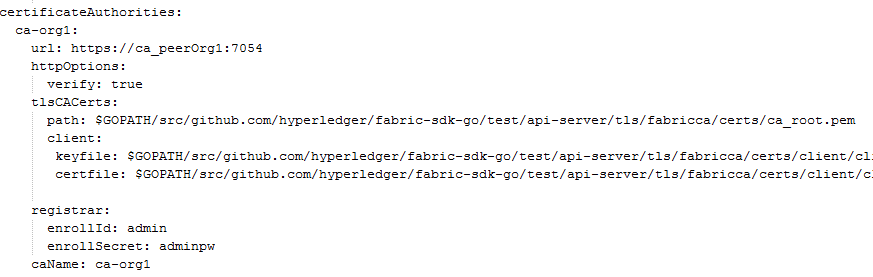 certificateAuthorities:
ca-org1:
url: https://ca_peerOrg1:7054
httpOptions:
verify: true
tlsCACerts:
path: $GOPATH/src/github.com/hyperledger/fabric-sdk-go/test/api-server/tls/fabricca/certs/ca_root.pem
client:
keyfile: $GOPATH/src/github.com/hyperledger/fabric-sdk-go/test/api-server/tls/fabricca/certs/client/cli
certfile: $GOPATH/src/github.com/hyperledger/fabric-sdk-go/test/api-server/tls/fabricca/certs/client/c
registrar:
enrollId: admin
enrollSecret: adminpw
caName: ca-org1